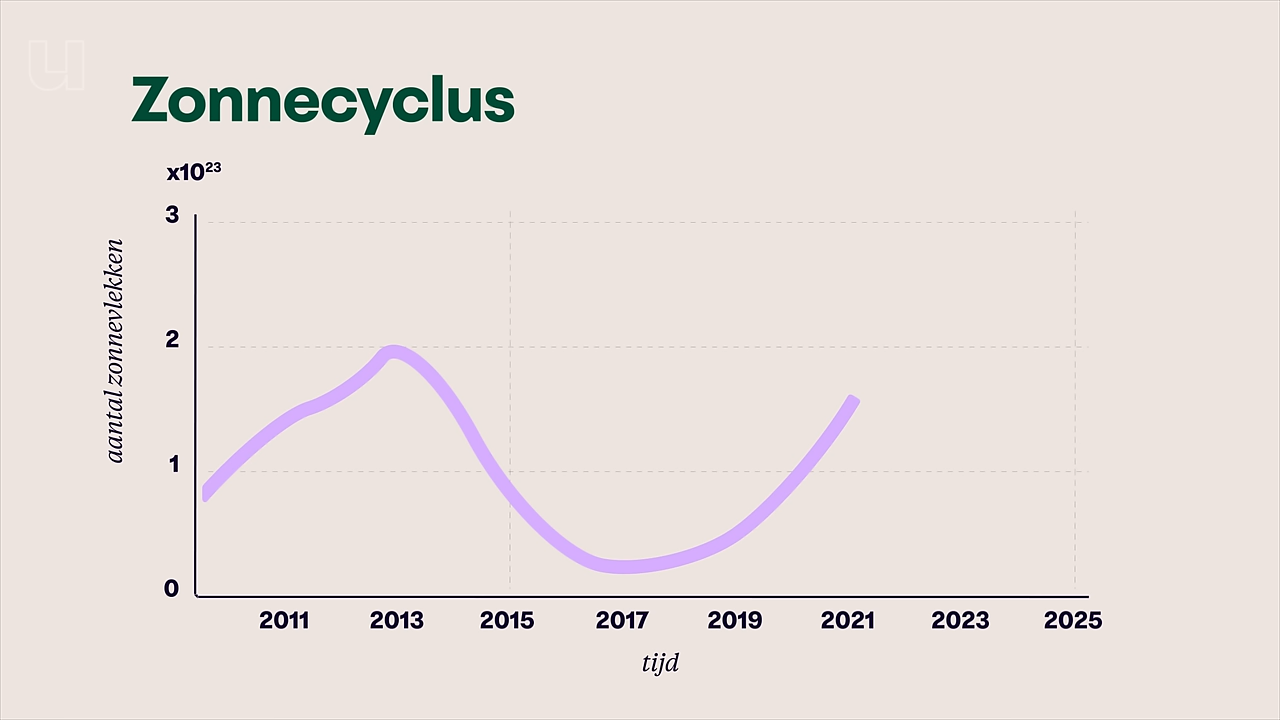 u
Zonnecyclus
x10²³
3
2
1
0
aantal zonnevlekken
2011 2013 2015 2017 2019 2021 2023 2025
tijd